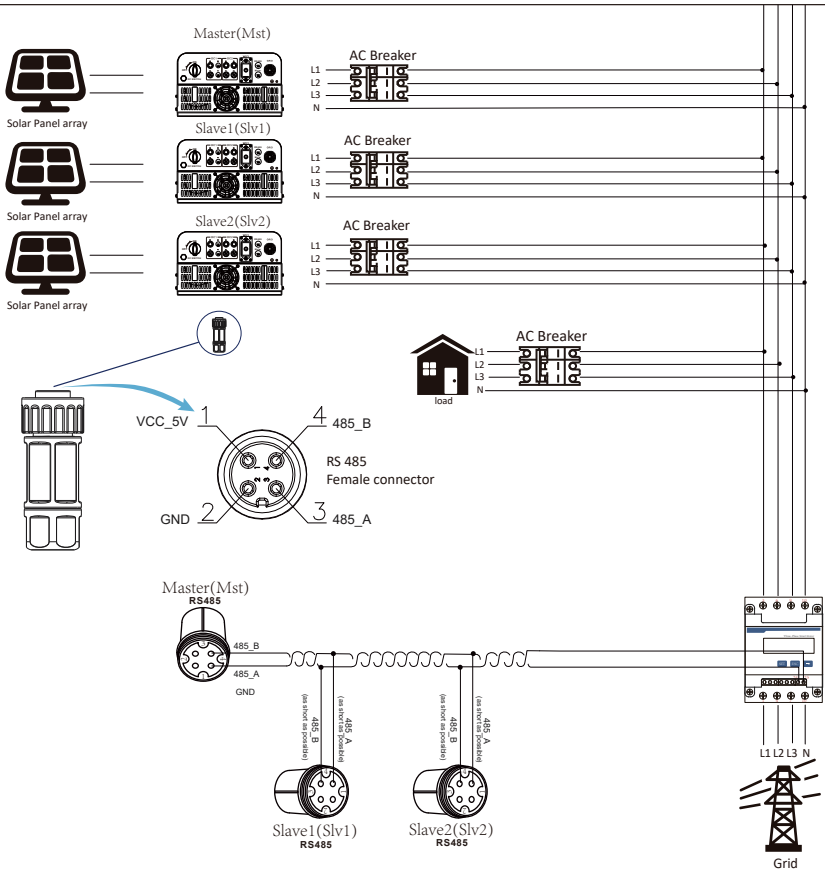 Master(Mst)
AC Breaker
L1
L2
L3
N
Solar Panel array
Slave1(Slv1)
AC Breaker
L1
L2
L3
N
Solar Panel array
Slave2(Slv2)
AC Breaker
L1
L2
L3
N
Solar Panel array
AC Breaker
L1
L2
L3
N
load
VCC_5V 1
4 485_B
1 4
2 3
RS 485
Female connector
GND 2
3 485_A
Master(Mst)
RS485
485_B
485_A
GND
485_B
(as short as possible)
485_A
(as short as possible)
485_B
(as short as possible)
485_A
(as short as possible)
Slave1(Slv1)
RS485
Slave2(Slv2)
RS485
L1 L2 L3 N
Grid